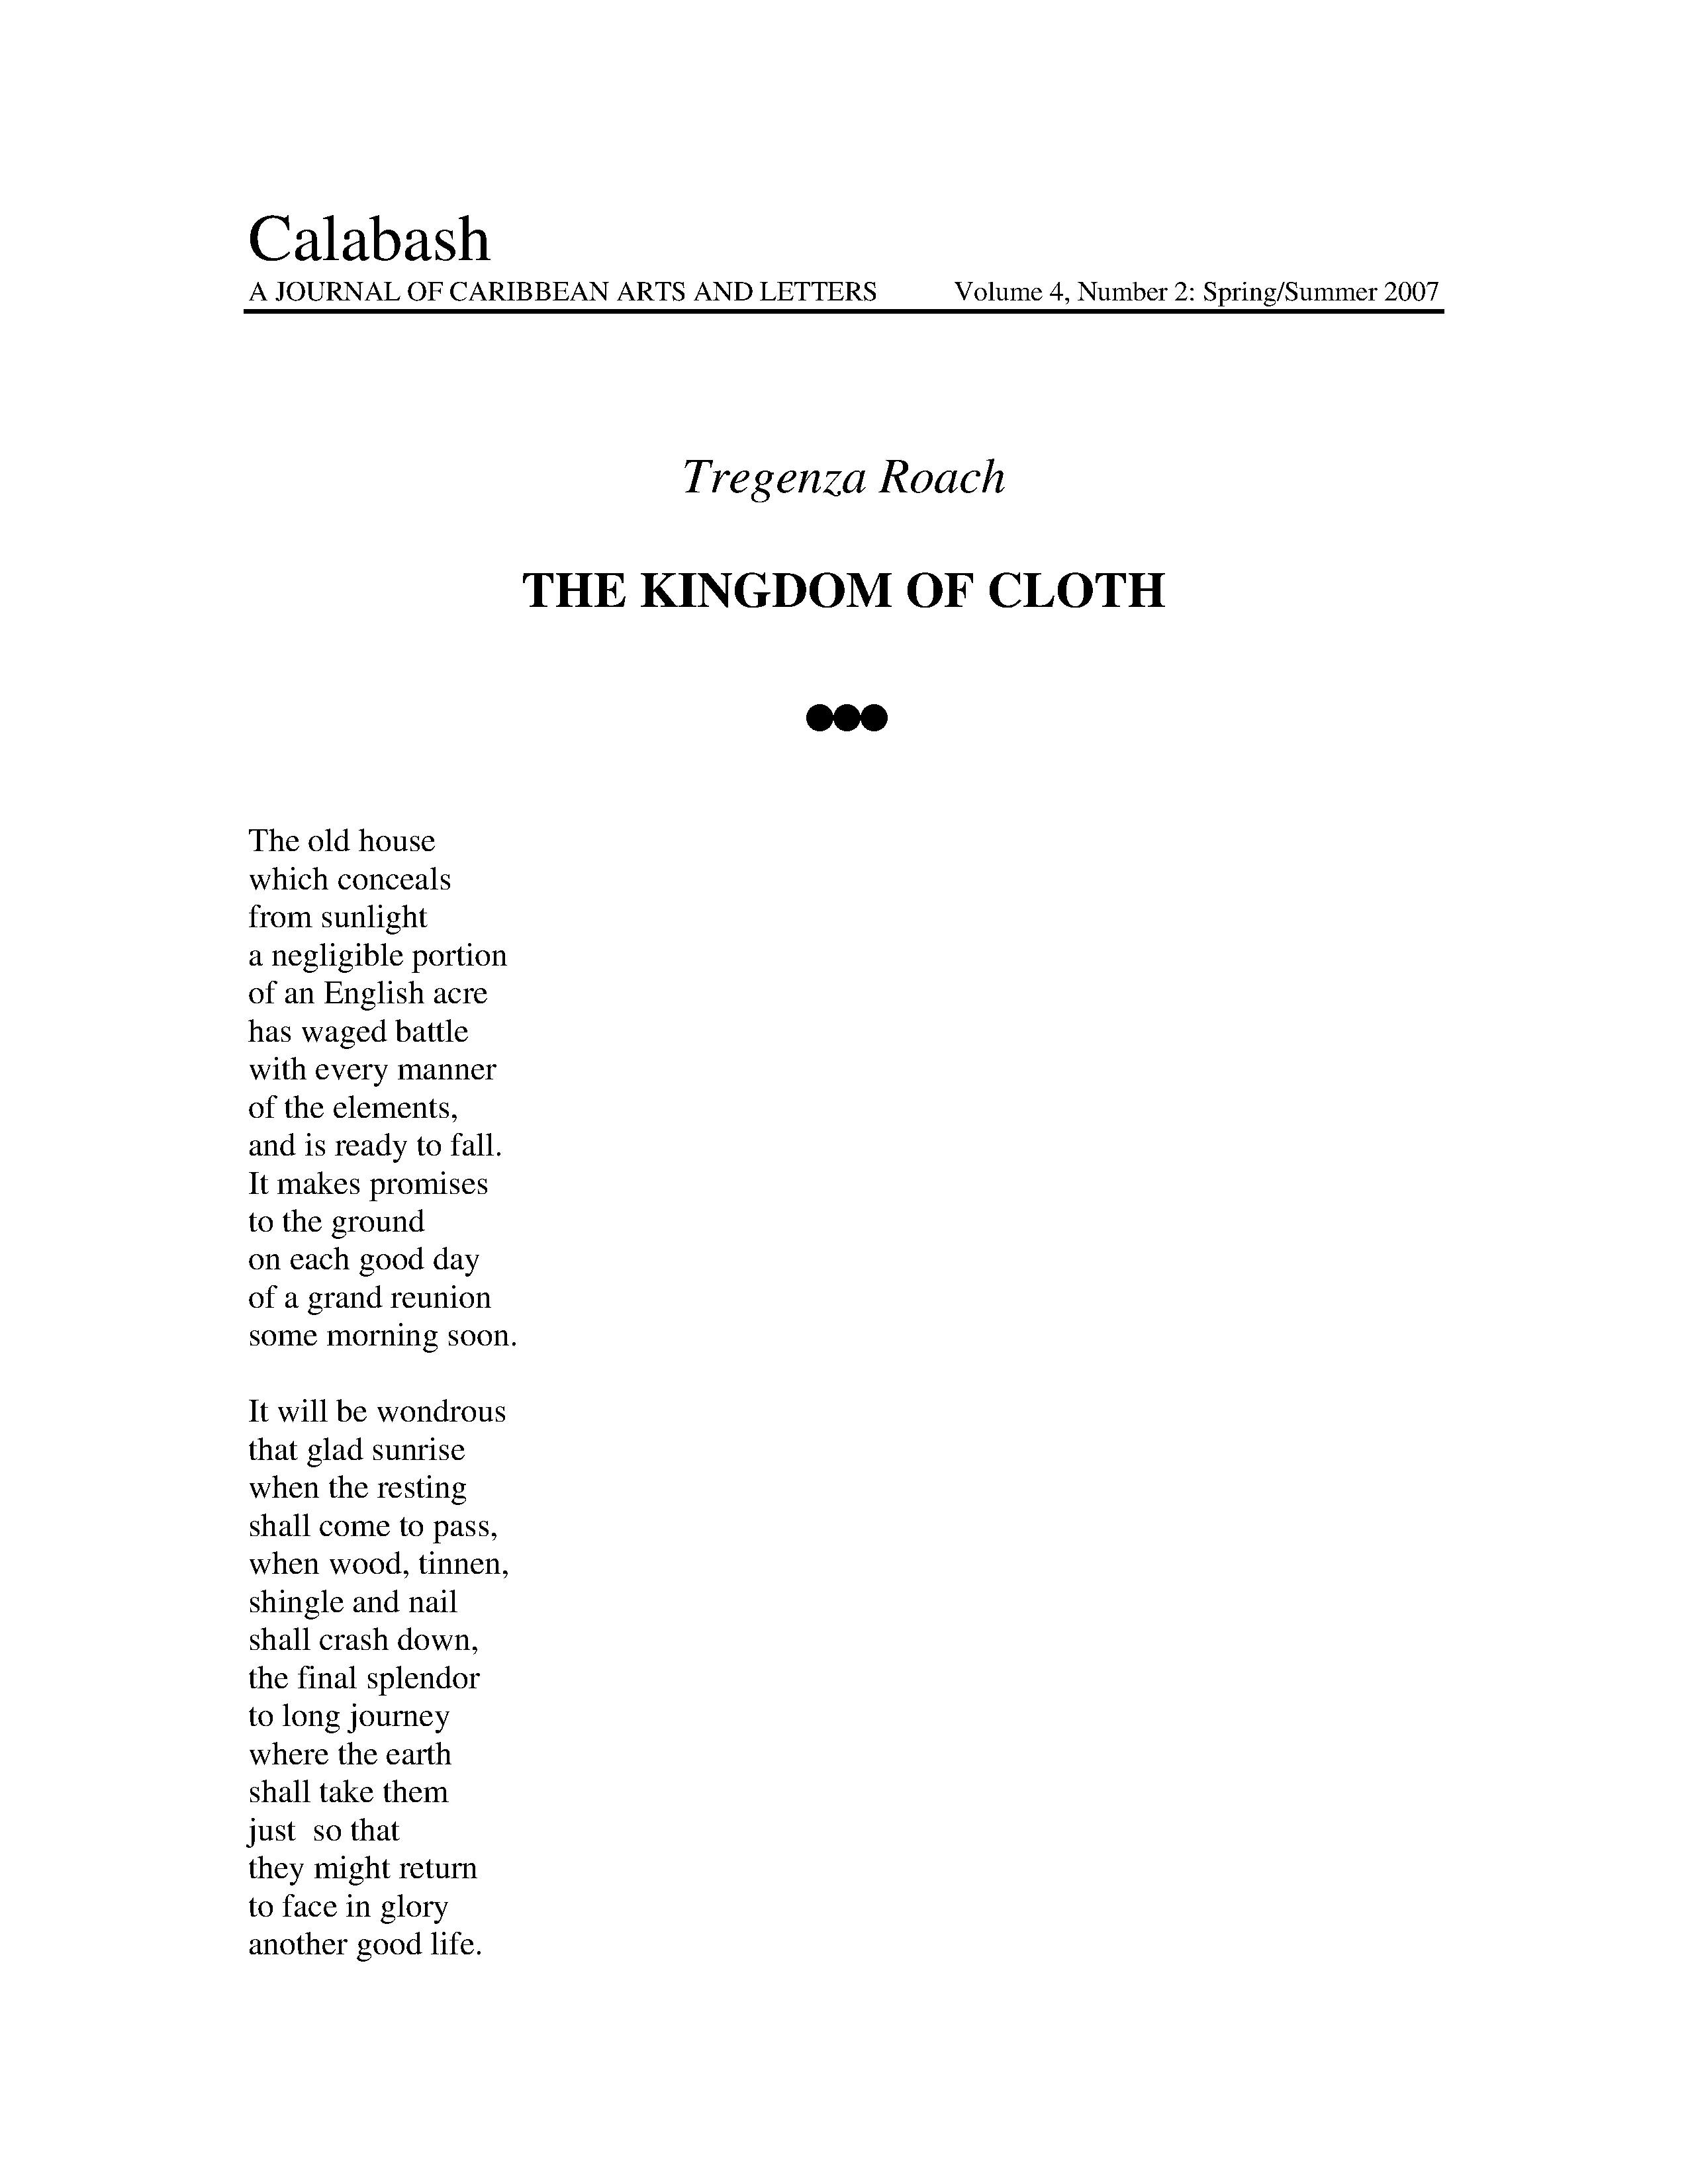 Calabash
A JOURNAL OF CARIBBEAN ARTS AND LETTERS Volume 4, Number 2: Spring/Summer 2007
Tregenza Roach
THE KINGDOM OF CLOTH
●●●
The old house
which conceals
from sunlight
a negligible portion
of an English acre
has waged battle
with every manner
of the elements,
and is ready to fall.
It makes promises
to the ground
on each good day
of a grand reunion
some morning soon.

It will be wondrous
that glad sunrise
when the resting
shall come to pass,
when wood, tinnen,
shingle and nail
shall crash down,
the final splendor
to long journey
where the earth
shall take them
just  so that
they might return
to face in glory
another good life.